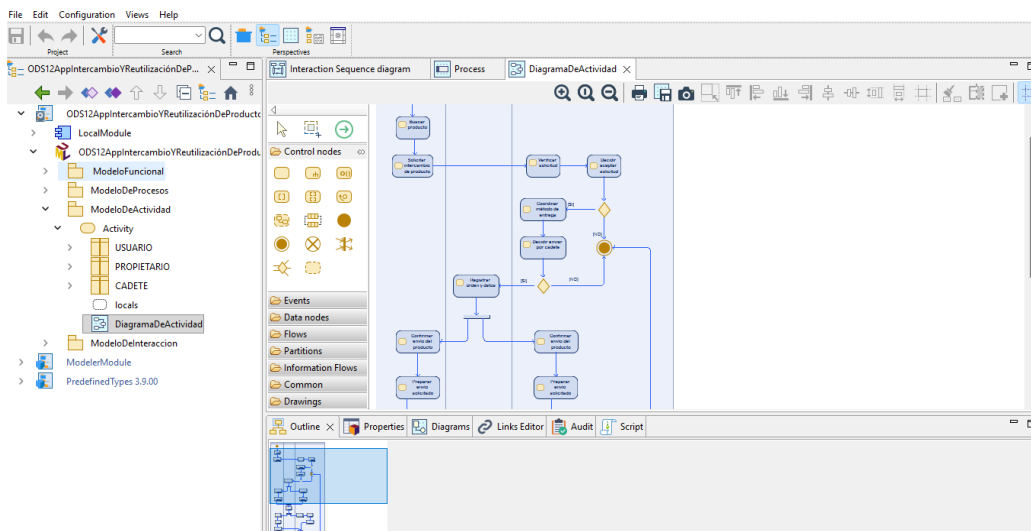 File Edit Configuration Views Help
Project Search Perspectives
ODS12AppIntercambioYReutilizaciónDeP...
Interaction Sequence diagram
Process
DiagramaDeActividad
ODS12AppIntercambioYReutilizaciónDeProducto
LocalModule
ODS12AppIntercambioYReutilizaciónDeProdu
ModeloFuncional
ModeloDeProcesos
ModeloDeActividad
Activity
USUARIO
PROPIETARIO
CADETE
locals
DiagramaDeActividad
ModeloDeInteraccion
ModelerModule
PredefinedTypes 3.9.00
Control nodes
Events
Data nodes
Flows
Partitions
Information Flows
Common
Drawings
Buscar
producto
Solicitar
intercambio
de producto
Verificar
solicitud
Decidir
aceptar
solicitud
Coordinar
método de
entrega
[SI]
[NO]
Decidir enviar
por cadete
[SI]
[NO]
Registrar
orden y datos
Confirmar
envio del
producto
Confirmar
envio del
producto
Preparar
envio
solicitado
Preparar
envio
solicitado
Outline
Properties
Diagrams
Links Editor
Audit
Script